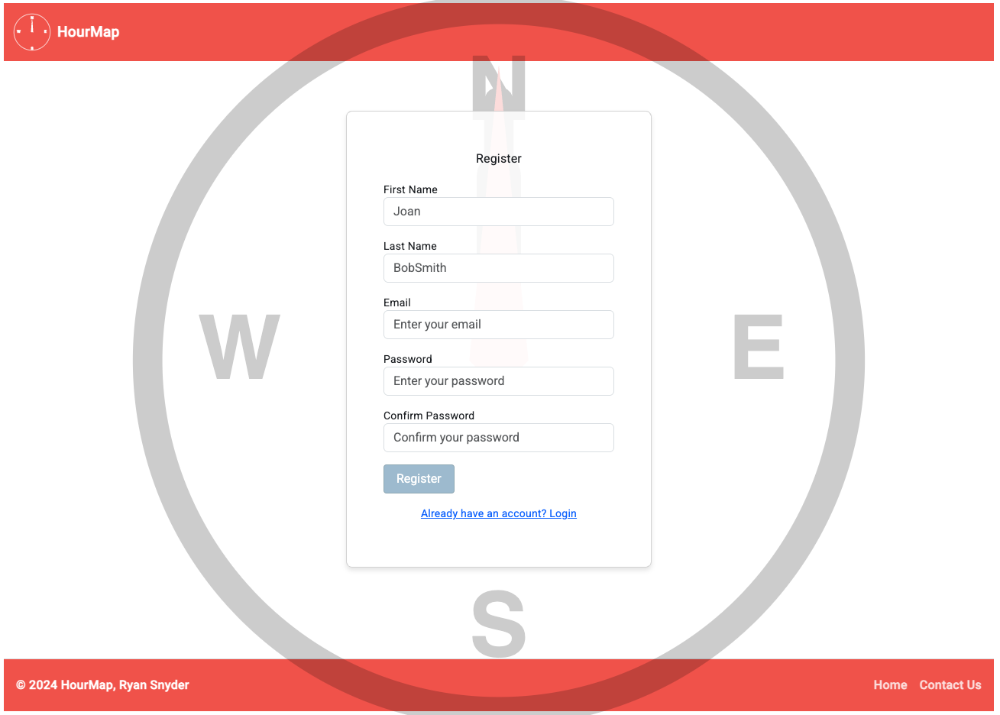 HourMap
N
Register
First Name
Joan
Last Name
BobSmith
Email
Enter your email
W
E
Password
Enter your password
Confirm Password
Confirm your password
Register
Already have an account? Login
S
© 2024 HourMap, Ryan Snyder
Home Contact Us